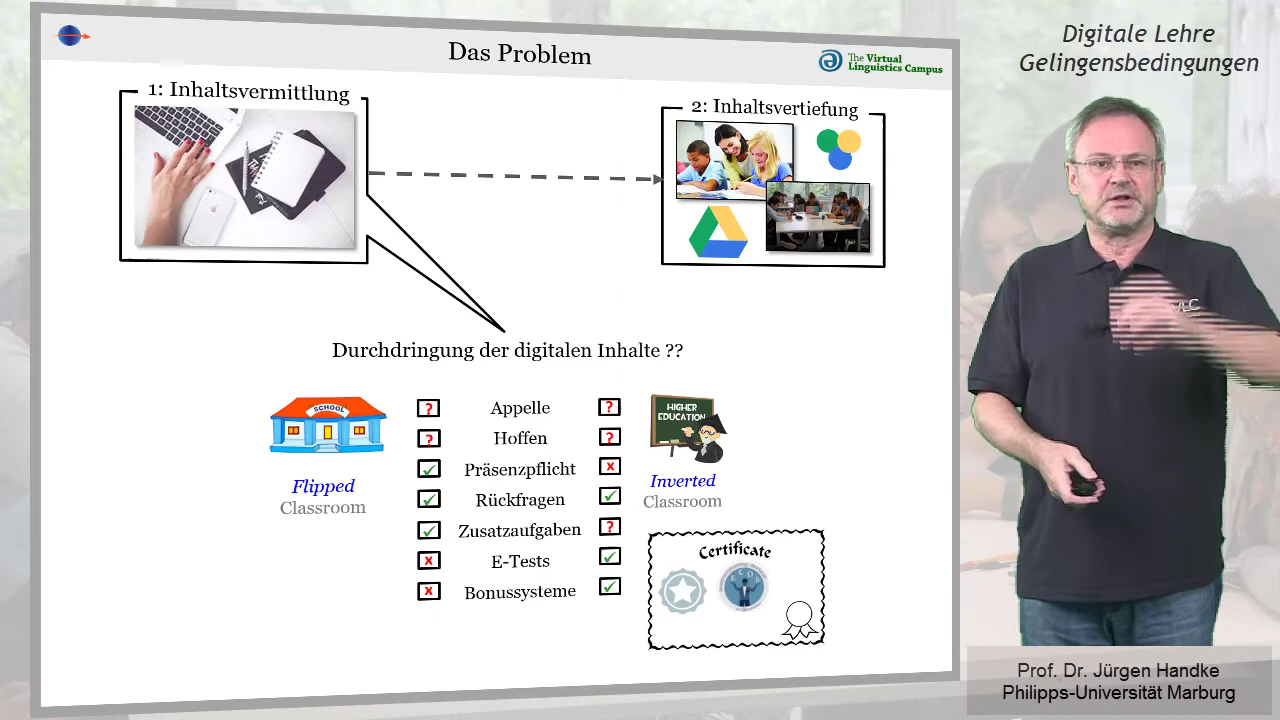 Das Problem
The Virtual
Linguistics Campus
Digitale Lehre
Gelingensbedingungen
1: Inhaltsvermittlung
2: Inhaltsvertiefung
Durchdringung der digitalen Inhalte ??
SCHOOL
Flipped
Classroom
? Appelle ?
? Hoffen ?
✓ Präsenzpflicht x
✓ Rückfragen ✓
✓ Zusatzaufgaben ?
x E-Tests ✓
x Bonussysteme ✓
HIGHER
EDUCATION
Inverted
Classroom
Certificate
Prof. Dr. Jürgen Handke
Philipps-Universität Marburg